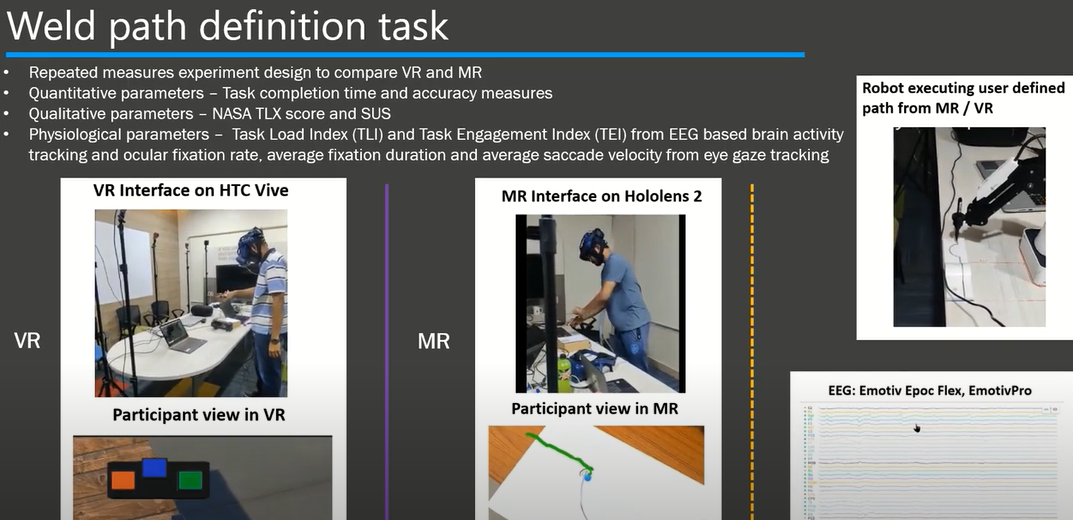 Weld path definition task
• Repeated measures experiment design to compare VR and MR
• Quantitative parameters – Task completion time and accuracy measures
• Qualitative parameters – NASA TLX score and SUS
• Physiological parameters – Task Load Index (TLI) and Task Engagement Index (TEI) from EEG based brain activity
tracking and ocular fixation rate, average fixation duration and average saccade velocity from eye gaze tracking
VR Interface on HTC Vive
VR
Participant view in VR
MR Interface on Hololens 2
MR
Participant view in MR
Robot executing user defined
path from MR / VR
EEG: Emotiv Epoc Flex, EmotivPro